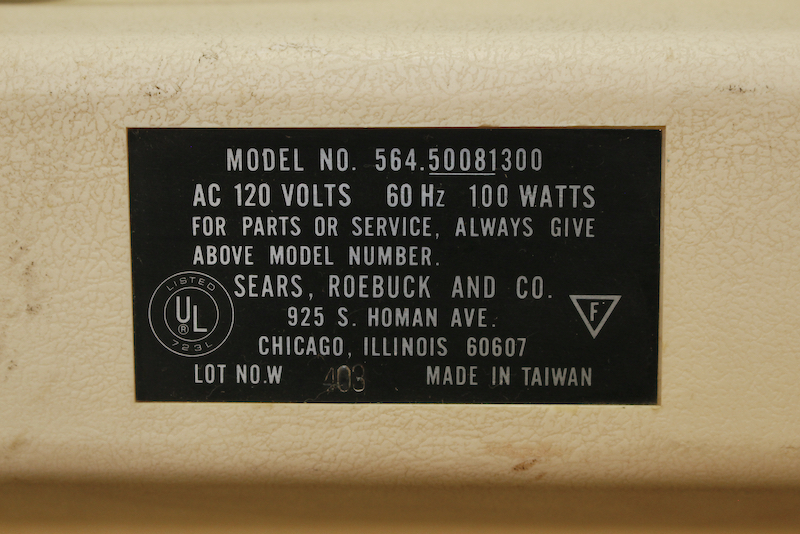 MODEL NO. 564.50081300
AC 120 VOLTS 60 Hz 100 WATTS
FOR PARTS OR SERVICE, ALWAYS GIVE
ABOVE MODEL NUMBER.
LISTED
UL
®
723L
SEARS, ROEBUCK AND CO.
925 S. HOMAN AVE.
F
CHICAGO, ILLINOIS 60607
LOT NO.W 403 MADE IN TAIWAN